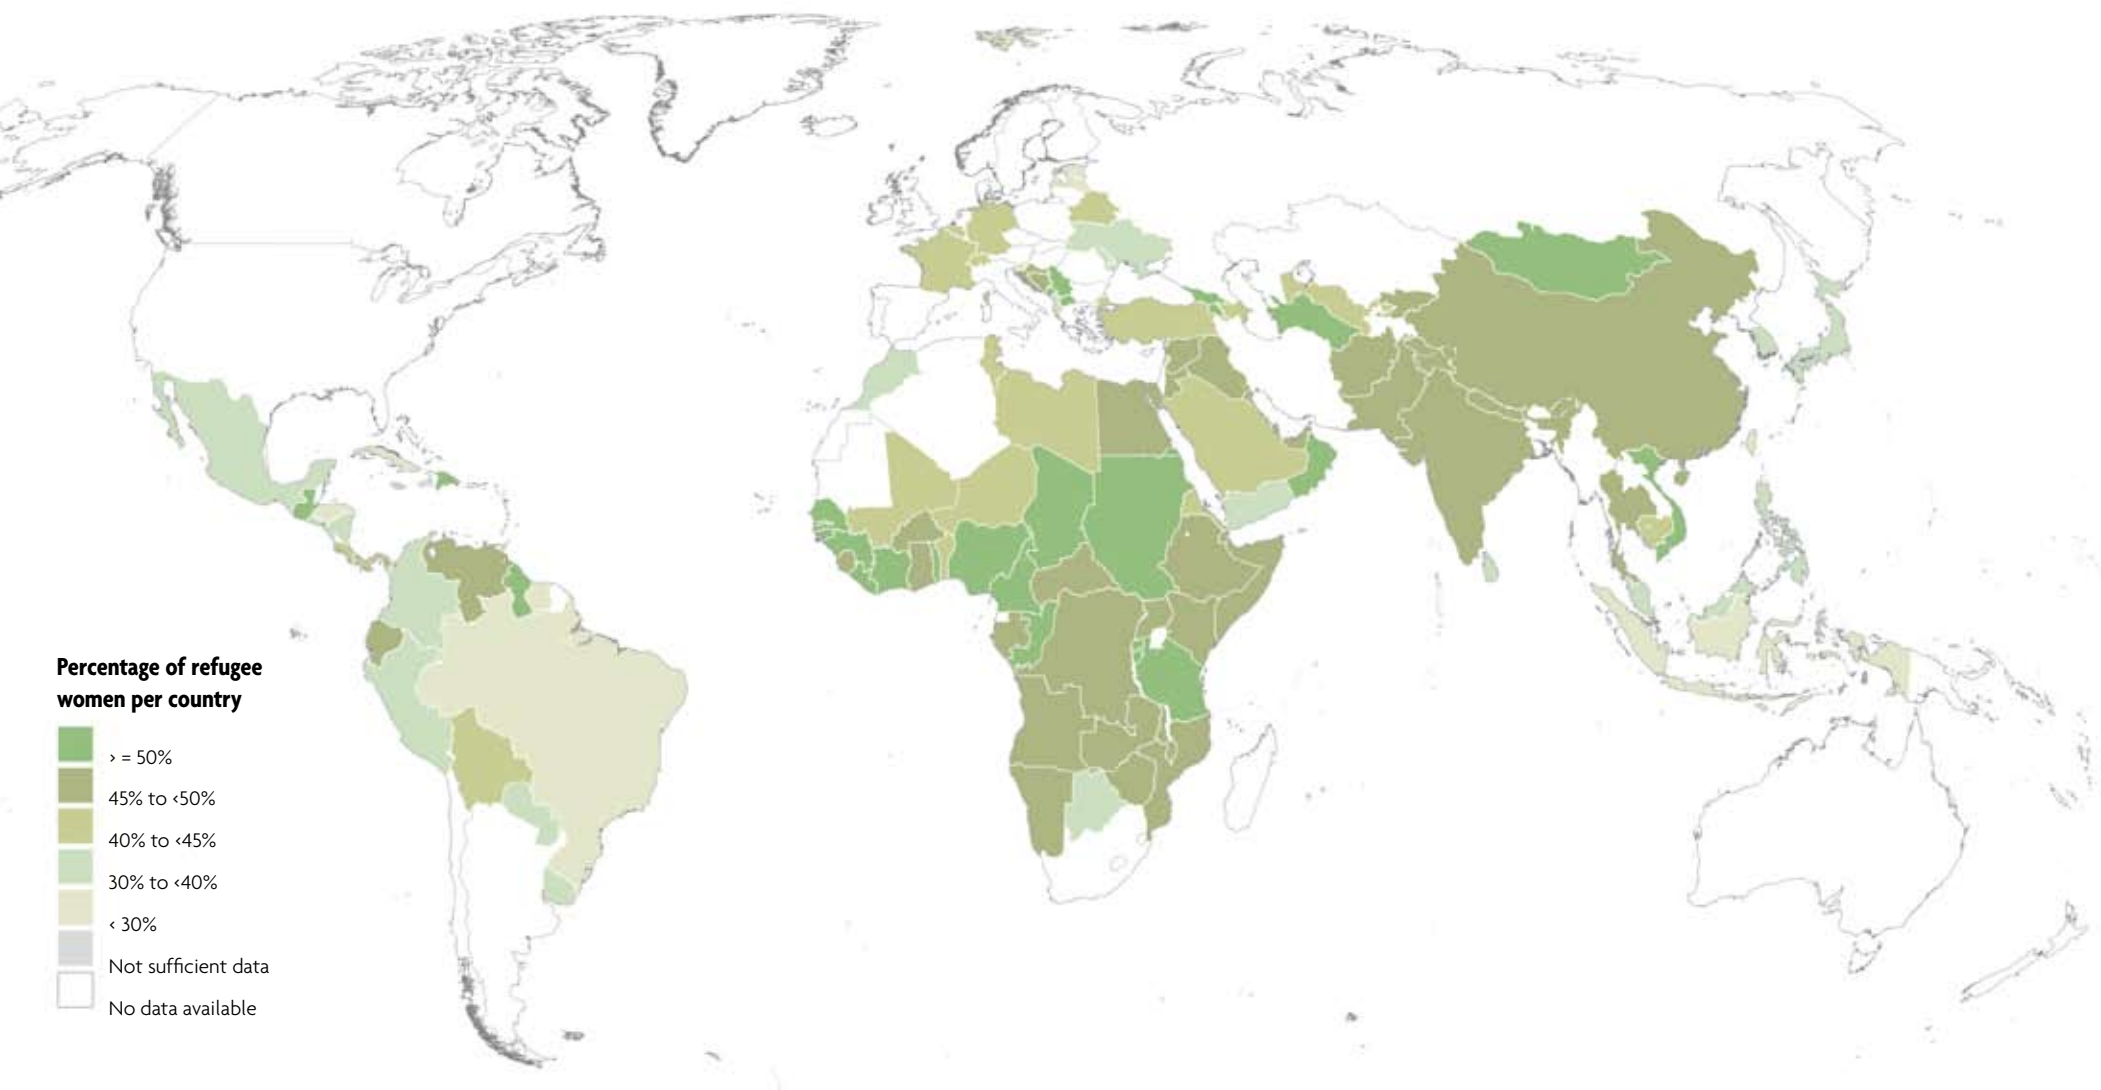 Percentage of refugee
women per country
> = 50%
45% to <50%
40% to <45%
30% to <40%
< 30%
Not sufficient data
No data available